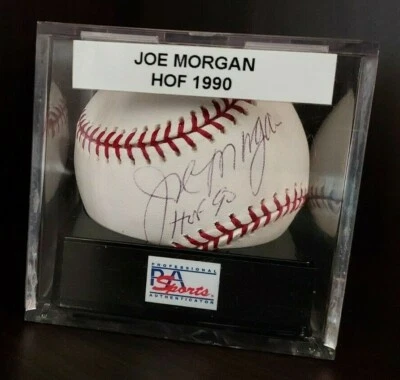 JOE MORGAN
HOF 1990
Joe Morgan
HOF 90
PROFESSIONAL
PSA
Sports
AUTHENTICATOR